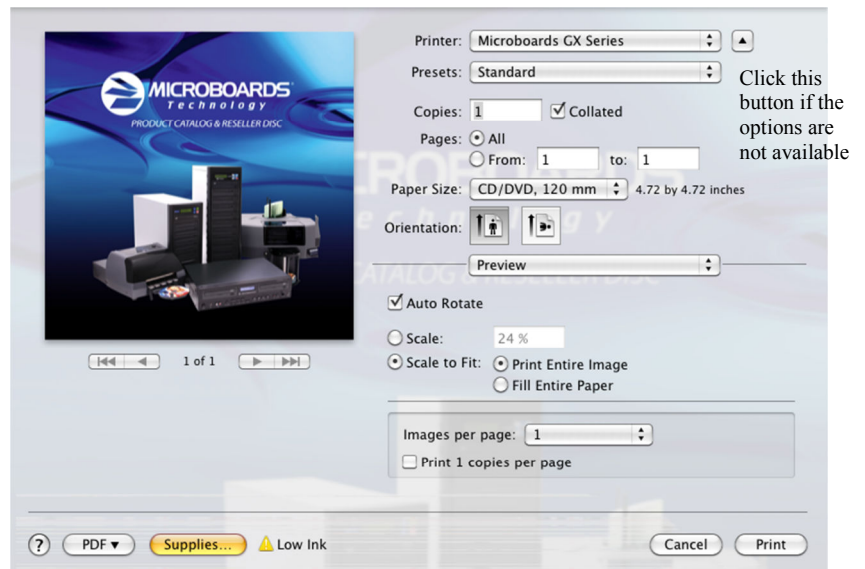 MICROBOARDS
Technology
PRODUCT CATALOG & RESELLER DISC
1 of 1
Printer: Microboards GX Series
Presets: Standard
Click this
button if the
options are
not available
Copies: 1 Collated
Pages: All
From: 1 to: 1
Paper Size: CD/DVD, 120 mm 4.72 by 4.72 inches
Orientation:
Preview
Auto Rotate
Scale: 24 %
Scale to Fit: Print Entire Image
Fill Entire Paper
Images per page: 1
Print 1 copies per page
? PDF Supplies... Low Ink Cancel Print